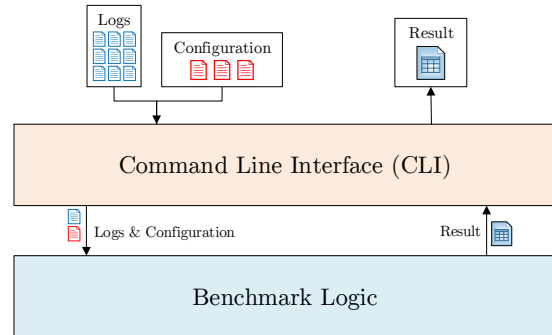 Logs
Configuration
Result
Command Line Interface (CLI)
Logs & Configuration
Result
Benchmark Logic